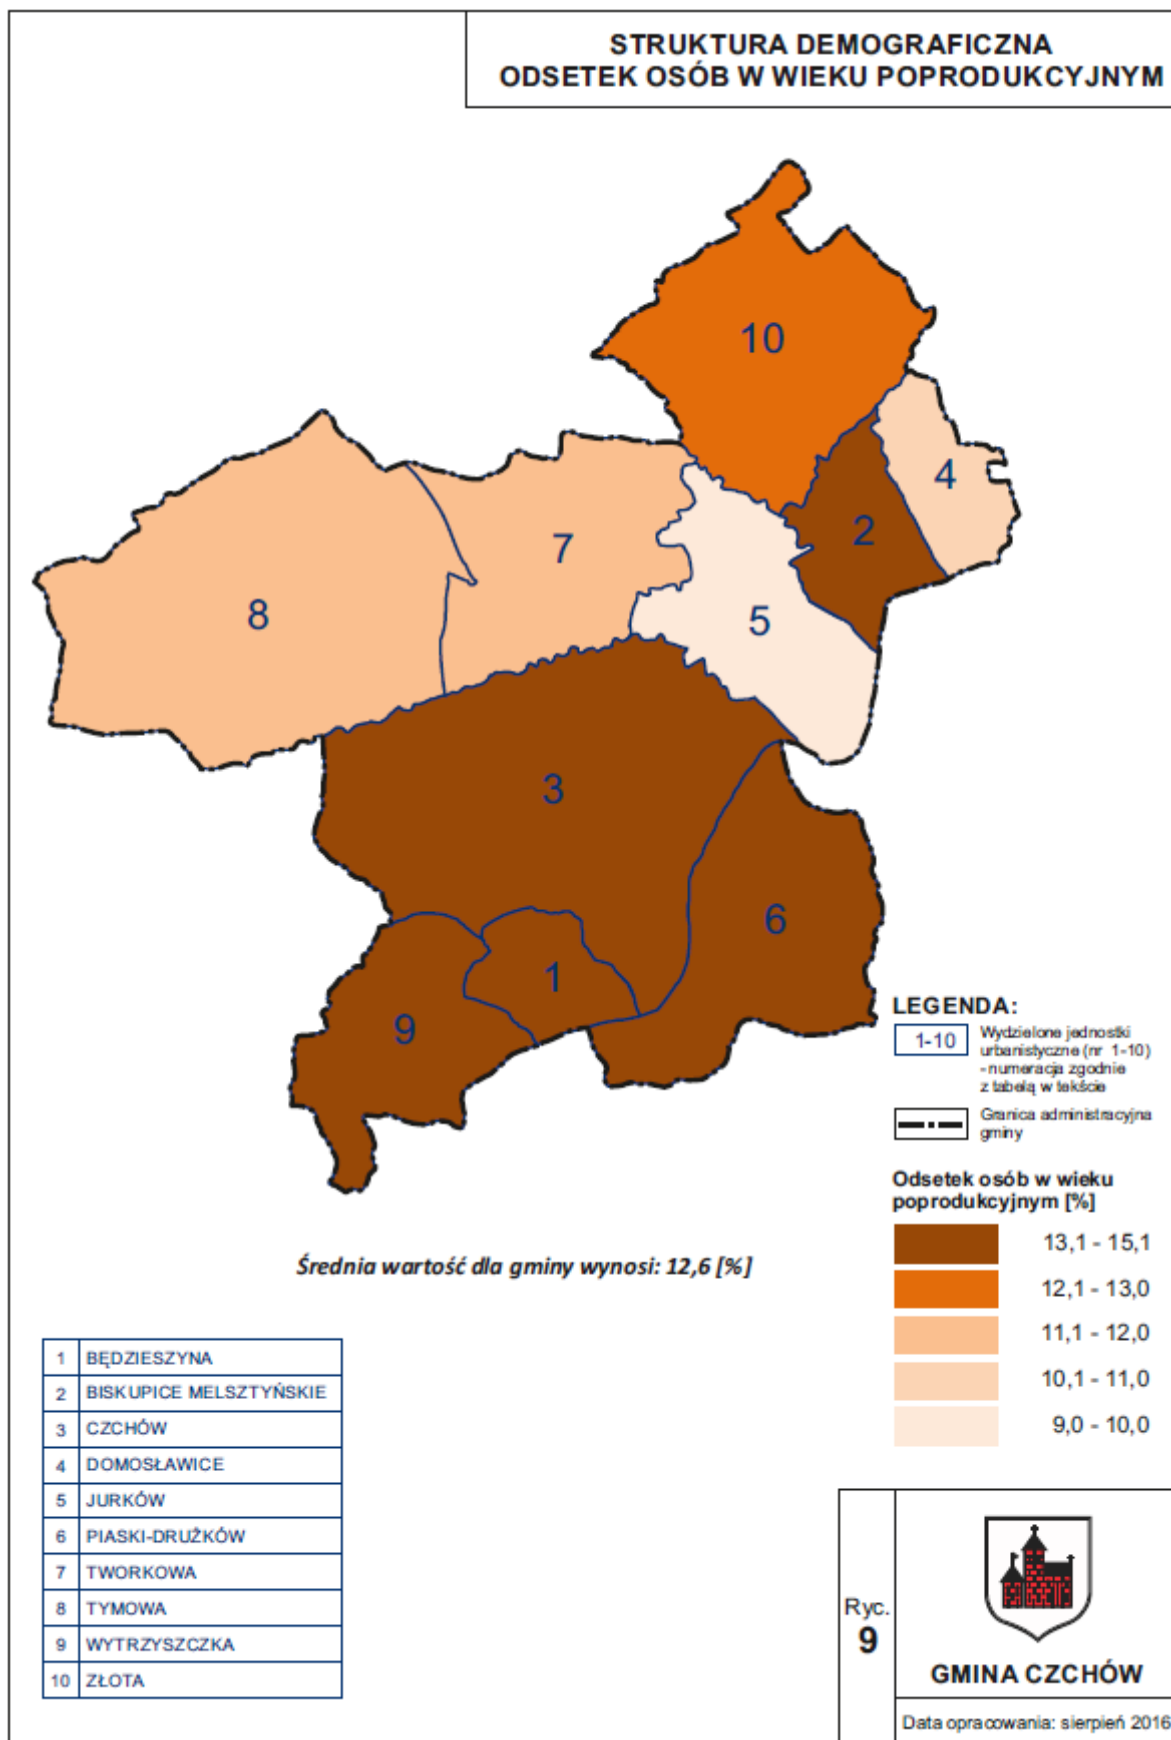 STRUKTURA DEMOGRAFICZNA
ODSETEK OSÓB W WIEKU POPRODUKCYJNYM
10
4
2
7
8
5
3
6
1
9
LEGENDA:
1-10
Wydzielone jednostki
urbanistyczne (nr 1-10)
- numeracja zgodnie
z tabelą w tekście
Granica administracyjna
gminy
Odsetek osób w wieku
poprodukcyjnym [%]
13,1 - 15,1
12,1 - 13,0
11,1 - 12,0
10,1 - 11,0
9,0 - 10,0
Średnia wartość dla gminy wynosi: 12,6 [%]
1 BĘDZIESZYNA
2 BISKUPICE MELSZTYŃSKIE
3 CZCHÓW
4 DOMOSŁAWICE
5 JURKÓW
6 PIASKI-DRUŻKÓW
7 TWORKOWA
8 TYMOWA
9 WYTRZYSZCZKA
10 ZŁOTA
Ryc.
9
GMINA CZCHÓW
Data opracowania: sierpień 2016